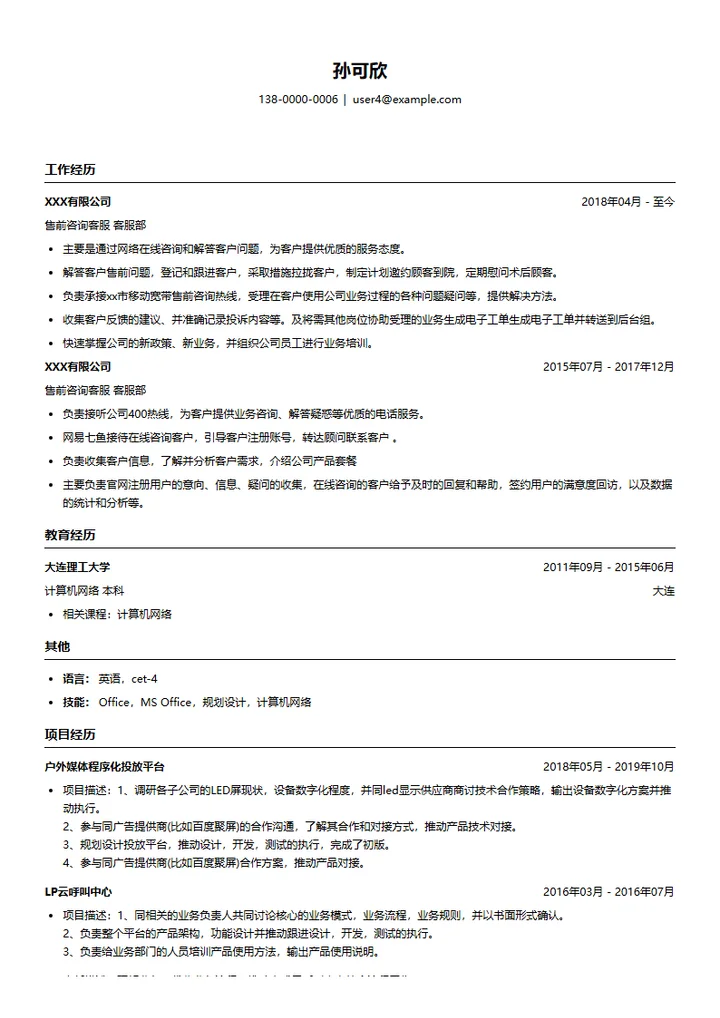 孙可欣
138-0000-0006 | user4@example.com
工作经历
XXX有限公司 2018年04月 - 至今
售前咨询客服 客服部
• 主要是通过网络在线咨询和解答客户问题，为客户提供优质的服务态度。
• 解答客户售前问题，登记和跟进客户，采取措施拉拢客户，制定计划邀约顾客到院，定期慰问术后顾客。
• 负责承接xx市移动宽带售前咨询热线，受理在客户使用公司业务过程的各种问题疑问等，提供解决方法。
• 收集客户反馈的建议、并准确记录投诉内容等。及将需其他岗位协助受理的业务生成电子工单生成电子工单并转送到后台组。
• 快速掌握公司的新政策、新业务，并组织公司员工进行业务培训。
XXX有限公司 2015年07月 - 2017年12月
售前咨询客服 客服部
• 负责接听公司400热线，为客户提供业务咨询、解答疑惑等优质的电话服务。
• 网易七鱼接待在线咨询客户，引导客户注册账号，转达顾问联系客户 。
• 负责收集客户信息，了解并分析客户需求，介绍公司产品套餐
• 主要负责官网注册用户的意向、信息、疑问的收集，在线咨询的客户给予及时的回复和帮助，签约用户的满意度回访，以及数据
的统计和分析等。
教育经历
大连理工大学 2011年09月 - 2015年06月
计算机网络 本科 大连
• 相关课程：计算机网络
其他
• 语言： 英语，cet-4
• 技能： Office，MS Office，规划设计，计算机网络
项目经历
户外媒体程序化投放平台 2018年05月 - 2019年10月
• 项目描述：1、调研各子公司的LED屏现状，设备数字化程度，并同led显示供应商商讨技术合作策略，输出设备数字化方案并推
动执行。
2、参与同广告提供商(比如百度聚屏)的合作沟通，了解其合作和对接方式，推动产品技术对接。
3、规划设计投放平台，推动设计，开发，测试的执行，完成了初版。
4、参与同广告提供商(比如百度聚屏)合作方案，推动产品对接。
LP云呼叫中心 2016年03月 - 2016年07月
• 项目描述：1、同相关的业务负责人共同讨论核心的业务模式，业务流程，业务规则，并以书面形式确认。
2、负责整个平台的产品架构，功能设计并推动跟进设计，开发，测试的执行。
3、负责给业务部门的人员培训产品使用方法，输出产品使用说明。